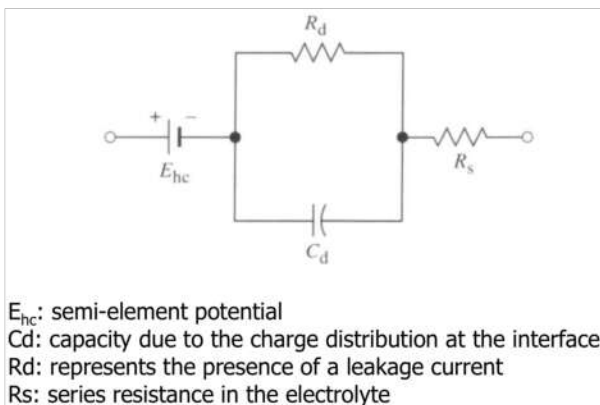 Rd
+ −
Ehc
Rs
Cd
Ehc: semi-element potential
Cd: capacity due to the charge distribution at the interface
Rd: represents the presence of a leakage current
Rs: series resistance in the electrolyte